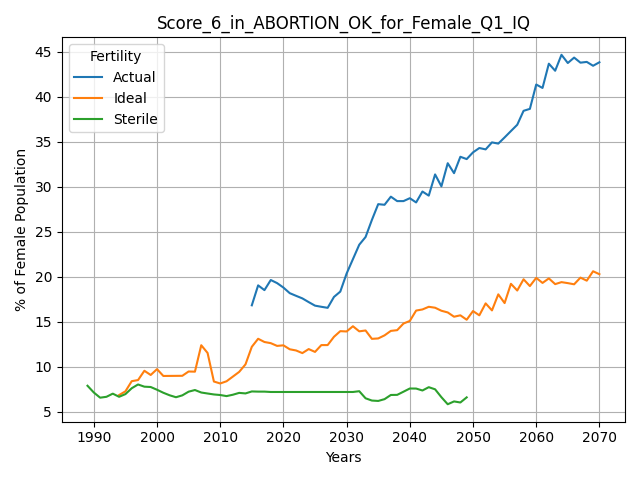 Score_6_in_ABORTION_OK_for_Female_Q1_IQ
Fertility
Actual
Ideal
Sterile
% of Female Population
45
40
35
30
25
20
15
10
5
1990 2000 2010 2020 2030 2040 2050 2060 2070
Years